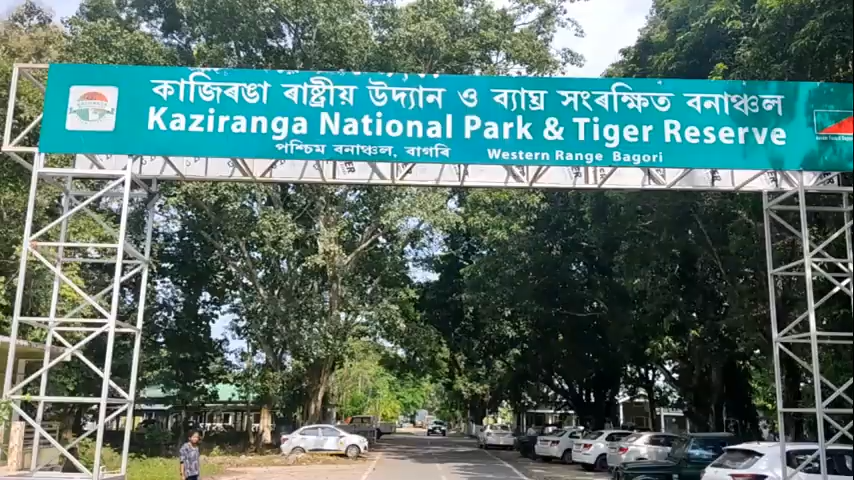 কাজিৰঙা ৰাষ্ট্ৰীয় উদ্যান ও ব্যাঘ্ৰ সংৰক্ষিত বনাঞ্চল
Kaziranga National Park & Tiger Reserve
পশ্চিম বনাঞ্চল, বাগৰি
Western Range Bagori